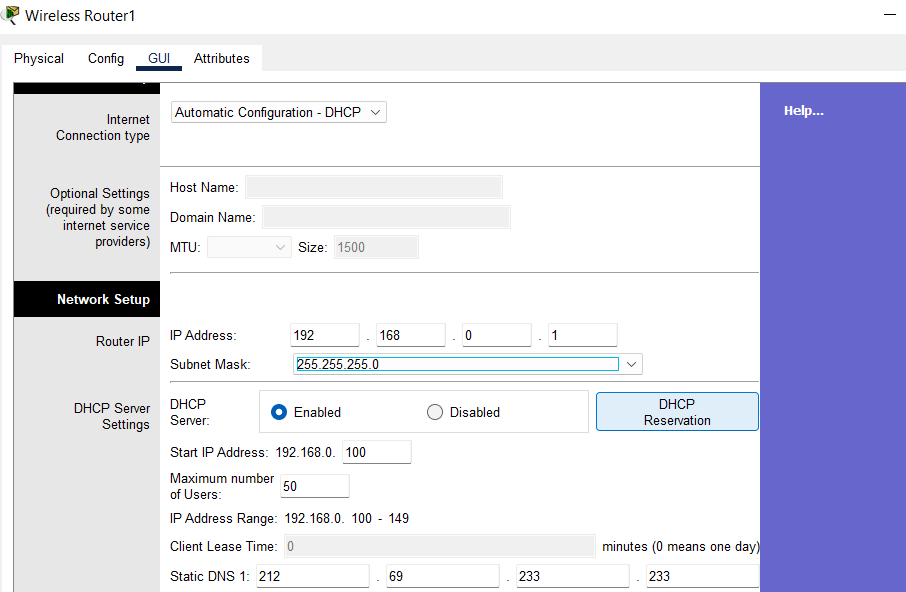 Wireless Router1
Physical Config GUI Attributes
Internet
Connection type
Automatic Configuration - DHCP
Help...
Optional Settings
(required by some
internet service
providers)
Host Name:
Domain Name:
MTU: Size: 1500
Network Setup
Router IP
IP Address: 192 . 168 . 0 . 1
Subnet Mask: 255.255.255.0
DHCP Server
Settings
DHCP
Server:
Enabled Disabled
DHCP
Reservation
Start IP Address: 192.168.0. 100
Maximum number
of Users:
50
IP Address Range: 192.168.0. 100 - 149
Client Lease Time: 0 minutes (0 means one day)
Static DNS 1: 212 . 69 . 233 . 233